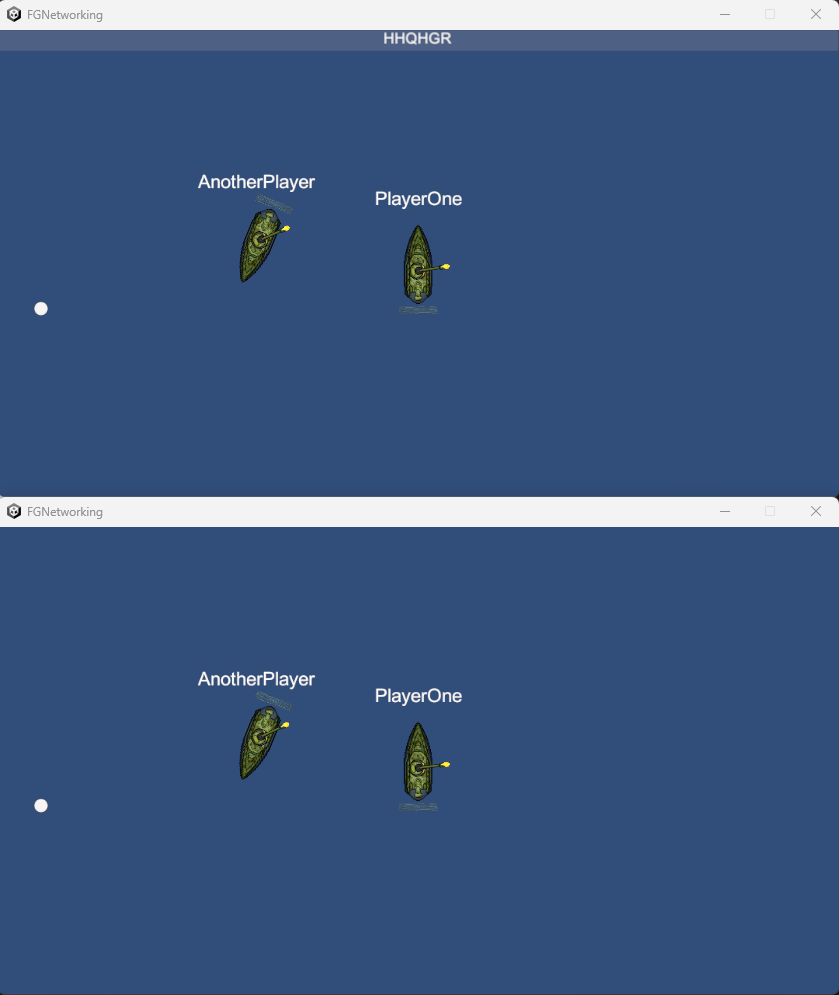 FGNetworking
HHQHGR
AnotherPlayer
PlayerOne
FGNetworking
AnotherPlayer
PlayerOne